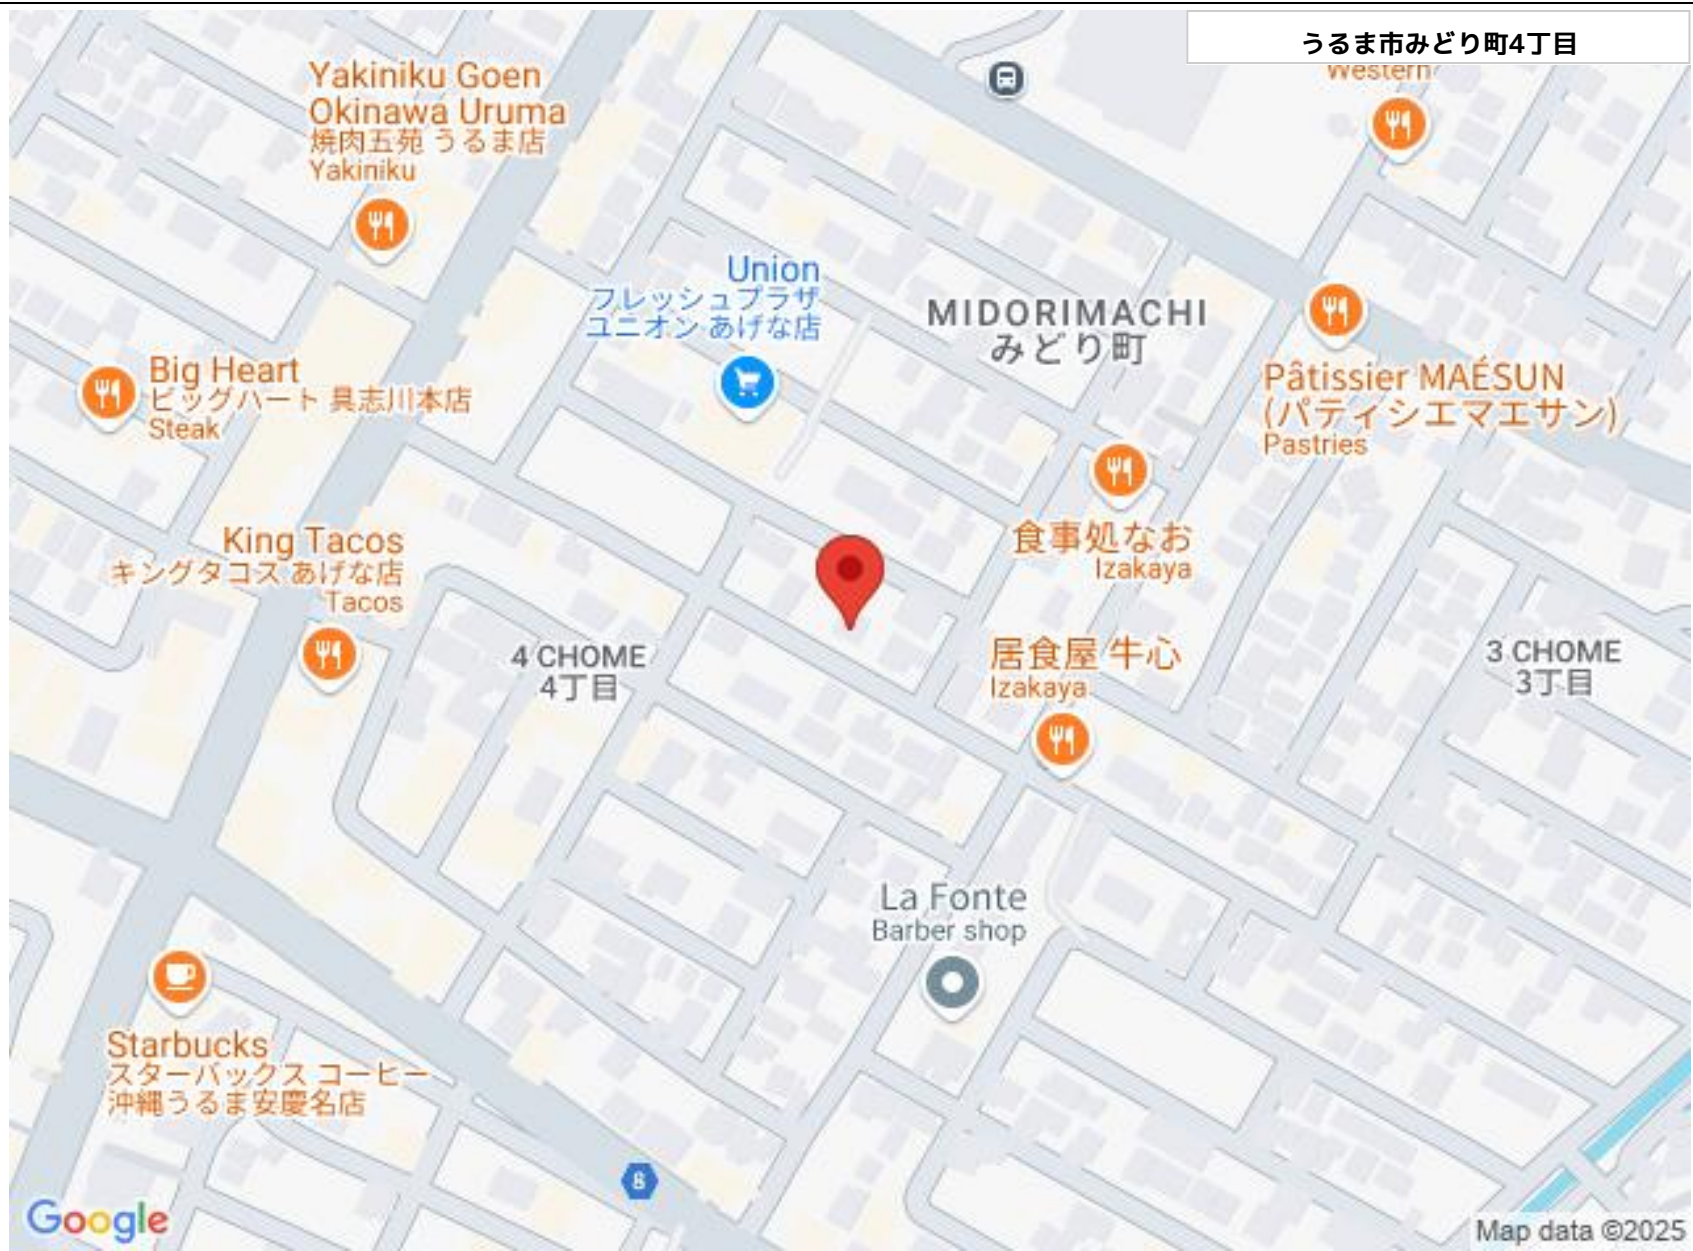 うるま市みどり町4丁目
Western
Yakiniku Goen
Okinawa Uruma
焼肉五苑 うるま店
Yakiniku
Union
フレッシュプラザ
ユニオン あげな店
MIDORIMACHI
みどり町
Big Heart
ビッグハート 具志川本店
Steak
Pâtissier MAÉSUN
(パティシエマエサン)
Pastries
King Tacos
キングタコス あげな店
Tacos
食事処なお
Izakaya
4 CHOME
4丁目
居食屋 牛心
Izakaya
3 CHOME
3丁目
La Fonte
Barber shop
Starbucks
スターバックス コーヒー
沖縄うるま安慶名店
8
Google
Map data ©2025